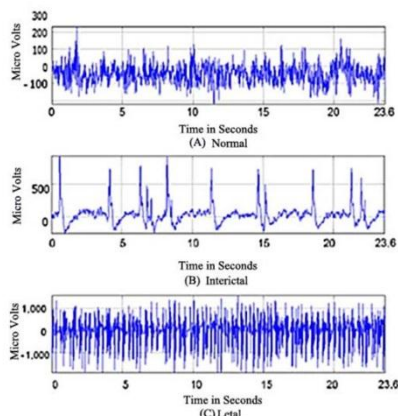 300
200
100
0
-100
Micro Volts
0 5 10 15 20 23.6
Time in Seconds
(A) Normal
500
0
Micro Volts
0 5 10 15 20 23.6
Time in Seconds
(B) Interictal
1,000
0
-1,000
Micro Volts
0 5 10 15 20 23.6
Time in Seconds
(C) Letal